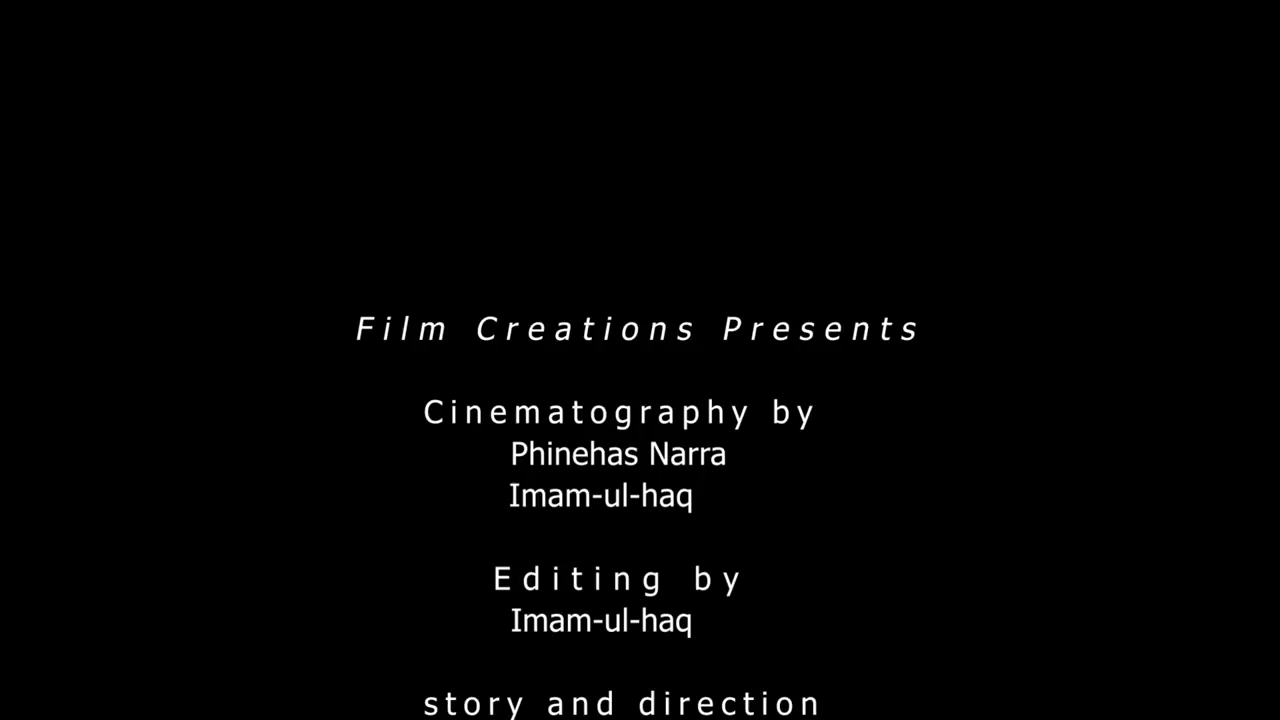 Film Creations Presents
Cinematography by
Phinehas Narra
Imam-ul-haq
Editing by
Imam-ul-haq
story and direction